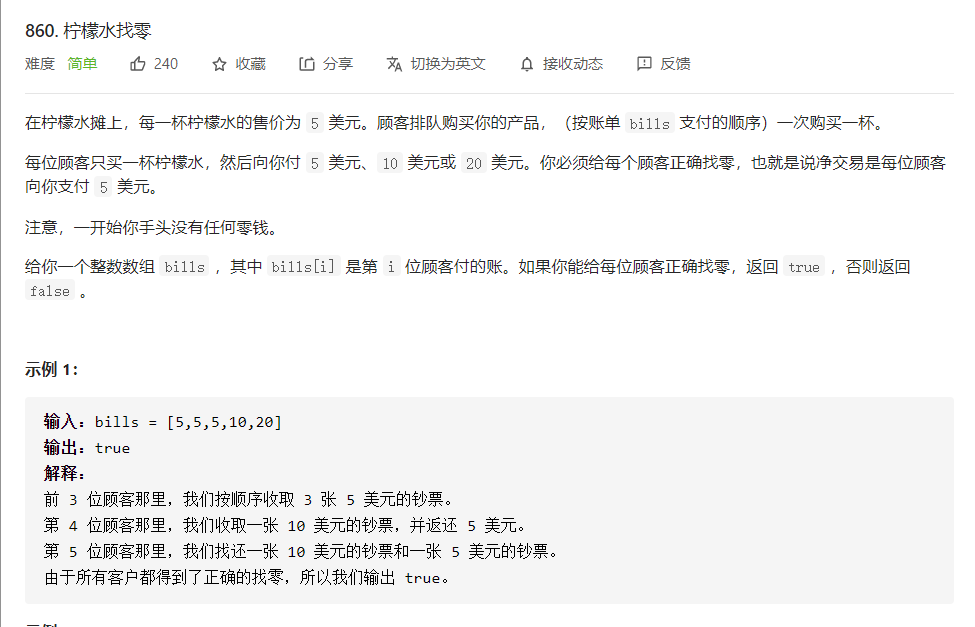 860. 柠檬水找零
难度 简单 240 收藏 分享 切换为英文 接收动态 反馈
在柠檬水摊上，每一杯柠檬水的售价为 5 美元。顾客排队购买你的产品，（按账单 bills 支付的顺序）一次购买一杯。
每位顾客只买一杯柠檬水，然后向你付 5 美元、10 美元或 20 美元。你必须给每个顾客正确找零，也就是说净交易是每位顾客
向你支付 5 美元。
注意，一开始你手头没有任何零钱。
给你一个整数数组 bills ，其中 bills[i] 是第 i 位顾客付的账。如果你能给每位顾客正确找零，返回 true ，否则返回
false 。
示例 1：
输入：bills = [5,5,5,10,20]
输出：true
解释：
前 3 位顾客那里，我们按顺序收取 3 张 5 美元的钞票。
第 4 位顾客那里，我们收取一张 10 美元的钞票，并返还 5 美元。
第 5 位顾客那里，我们找还一张 10 美元的钞票和一张 5 美元的钞票。
由于所有客户都得到了正确的找零，所以我们输出 true。